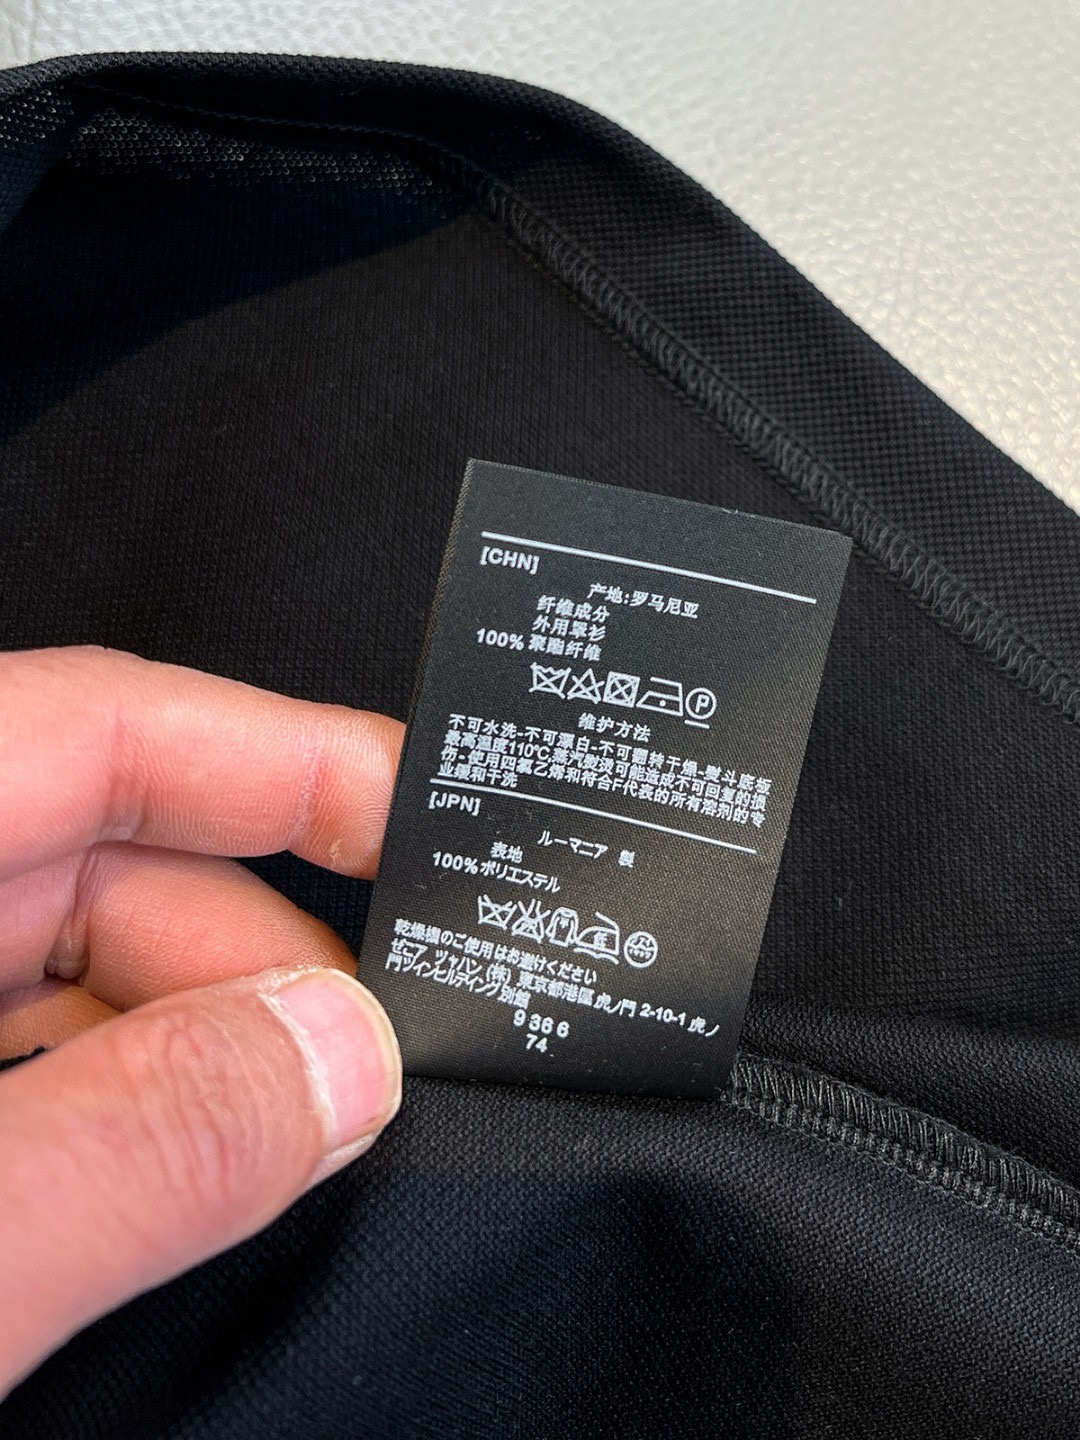 [CHN]
产地:罗马尼亚
纤维成分
外用罩衫
100% 聚酯纤维
P
维护方法
不可水洗-不可漂白-不可翻转干燥-熨斗底板
最高温度110°C,蒸汽熨烫可能造成不可回复的损
伤-使用四氯乙烯和符合F代表的所有溶剂的专
业缓和干洗
[JPN]
ルーマニア 製
表地
100%ポリエステル
乾燥機のご使用はお避けください
ジャパン (株) 東京都港區虎ノ門 2-10-1 虎ノ
門ツインビルディング別館
9 36 6
74